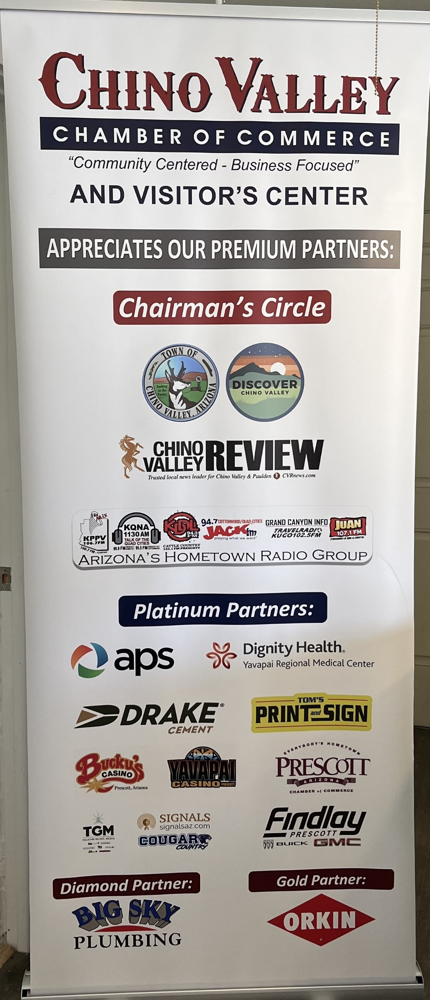 CHINO VALLEY
CHAMBER OF COMMERCE
“Community Centered - Business Focused”
AND VISITOR’S CENTER
APPRECIATES OUR PREMIUM PARTNERS:
Chairman’s Circle
TOWN OF
CHINO VALLEY, ARIZONA
Looking
to the
Future
DISCOVER
CHINO VALLEY
CHINO
VALLEY
REVIEW
Trusted local news leader for Chino Valley & Paulden CVRnews.com
THE MIX
KPPV
106.7FM
100.7 FM - FLAGSTAFF
KQNA
1130 AM
TALK OF THE
QUAD CITIES
99.9 FM 95.5 FM
KDDL
94.3
FM
CATTLE COUNTRY
103.1 FM PRESCOTT
94.7 COTTONWOOD/QUAD-CITIES
JACK fm
playing what we want
GRAND CANYON INFO
TRAVELRADIO
KUGO102.5FM
JUAN
107.1 FM
¡TOCANDO LO QUE LE GUSTA!
ARIZONA’S HOMETOWN RADIO GROUP
Platinum Partners:
aps
Dignity Health®
Yavapai Regional Medical Center
DRAKE®
CEMENT
TOM’S
PRINT and SIGN
Bucky’s
CASINO
Prescott, Arizona
YAVAPAI
CASINO PRESCOTT
EVERYBODY’S HOMETOWN
PRESCOTT
ARIZONA
CHAMBER of COMMERCE
TGM
TALKING GLASS MEDIA
SIGNALS
signalsaz.com
COUGAR
COUNTRY
Findlay
PRESCOTT
BUICK GMC
Diamond Partner:
BIG SKY
PLUMBING
Gold Partner:
ORKIN